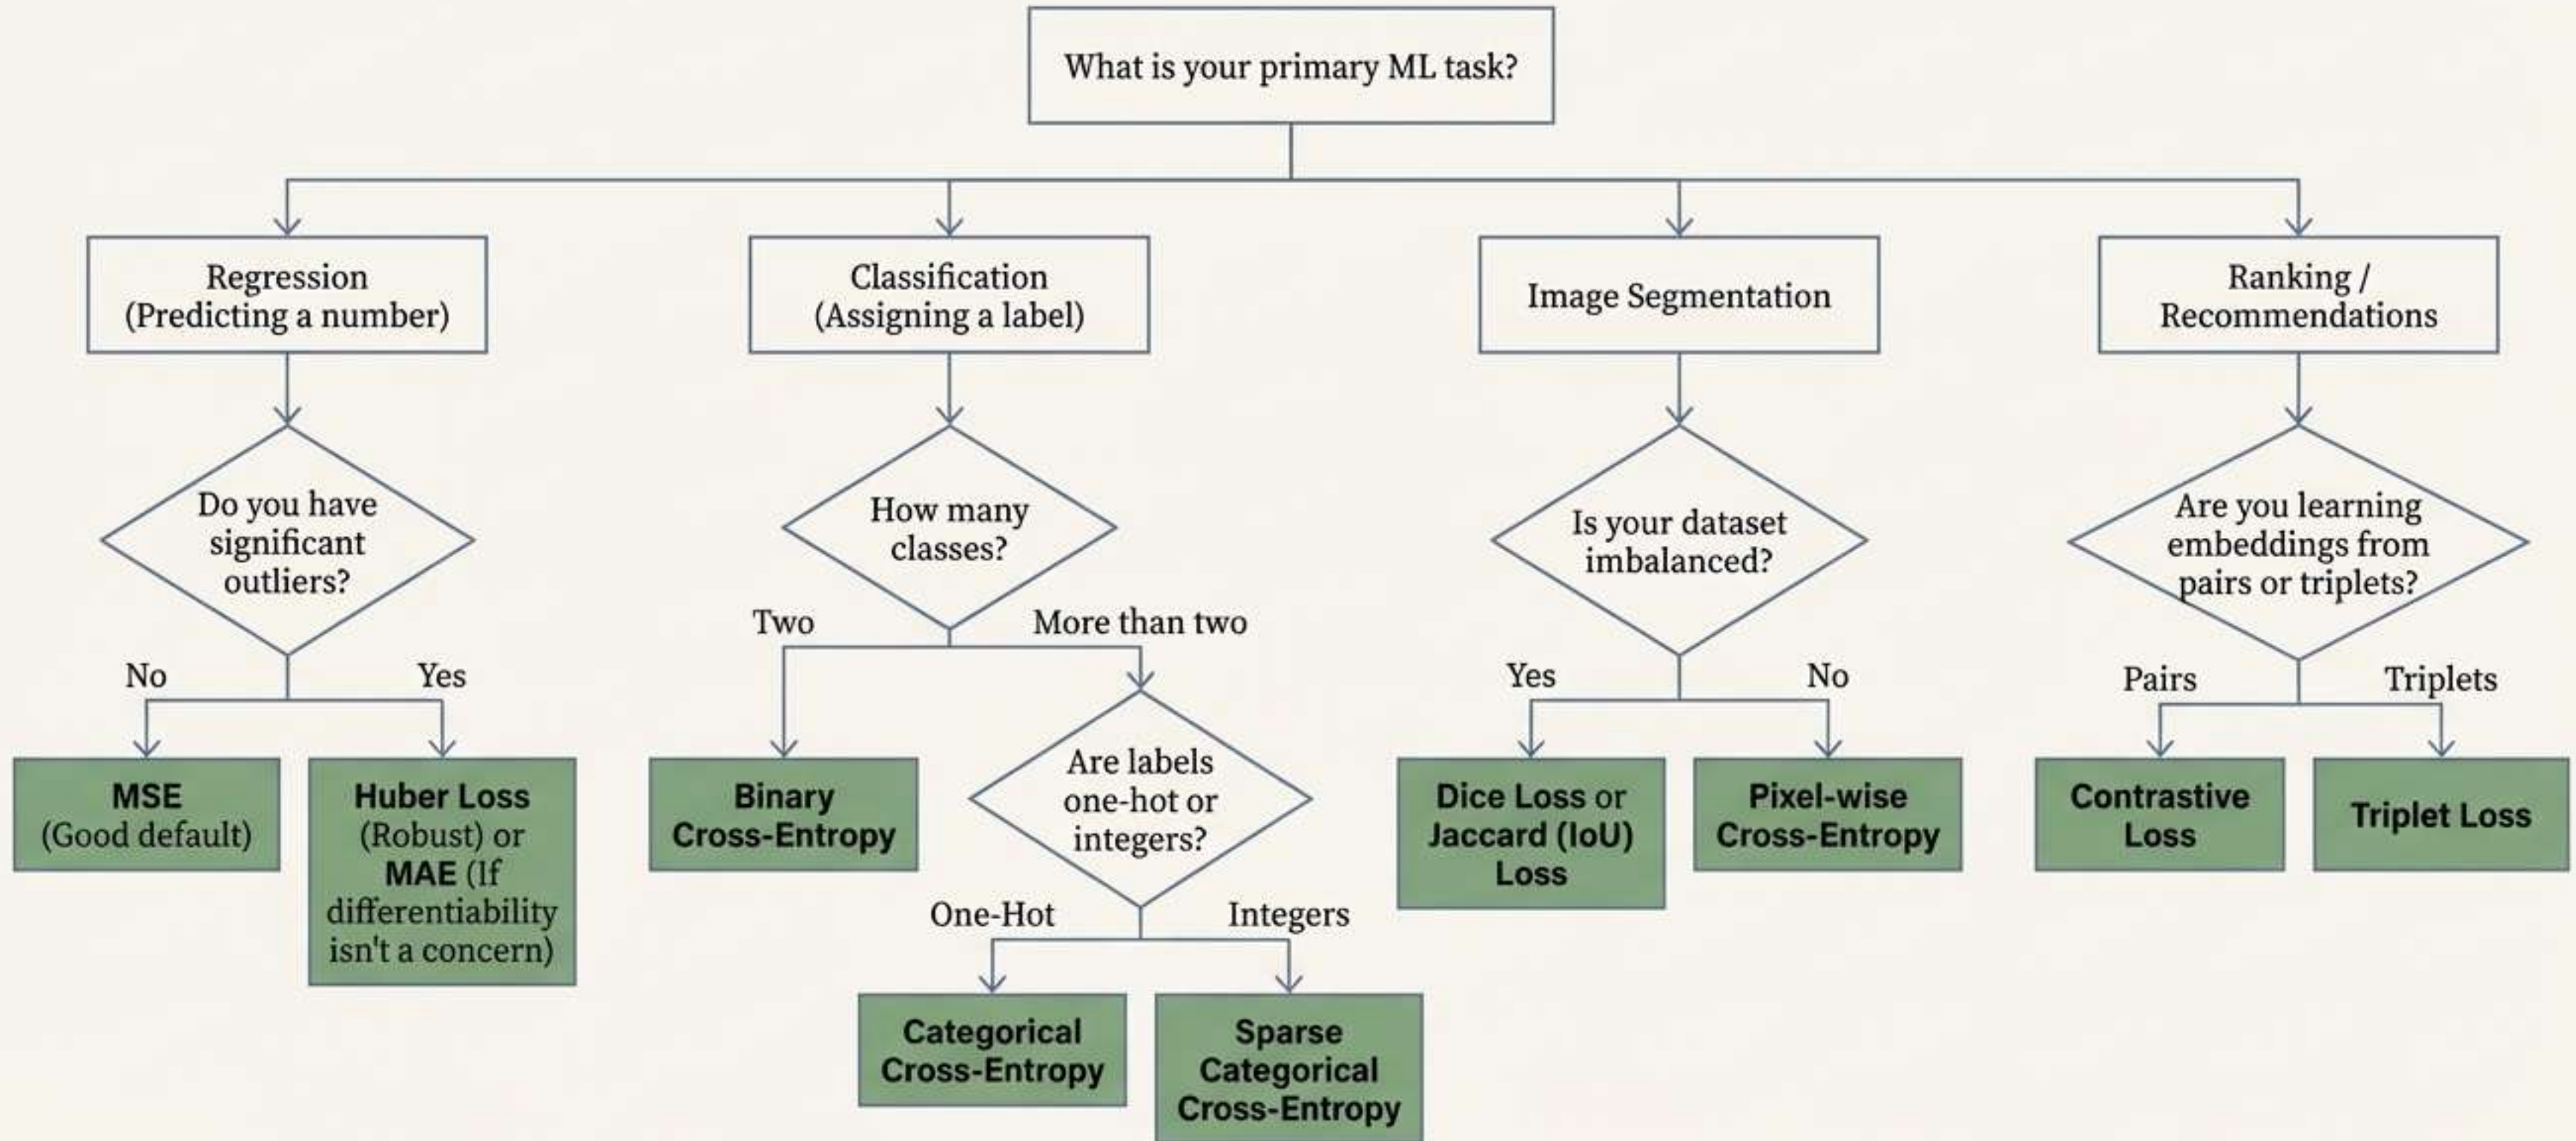 What is your primary ML task?
Regression
(Predicting a number)
Classification
(Assigning a label)
Image Segmentation
Ranking /
Recommendations
Do you have
significant
outliers?
How many
classes?
Is your dataset
imbalanced?
Are you learning
embeddings from
pairs or triplets?
No
Yes
Two
More than two
Yes
No
Pairs
Triplets
MSE
(Good default)
Huber Loss
(Robust) or
MAE (If
differentiability
isn't a concern)
Binary
Cross-Entropy
Are labels
one-hot or
integers?
Dice Loss or
Jaccard (IoU)
Loss
Pixel-wise
Cross-Entropy
Contrastive
Loss
Triplet Loss
One-Hot
Integers
Categorical
Cross-Entropy
Sparse
Categorical
Cross-Entropy